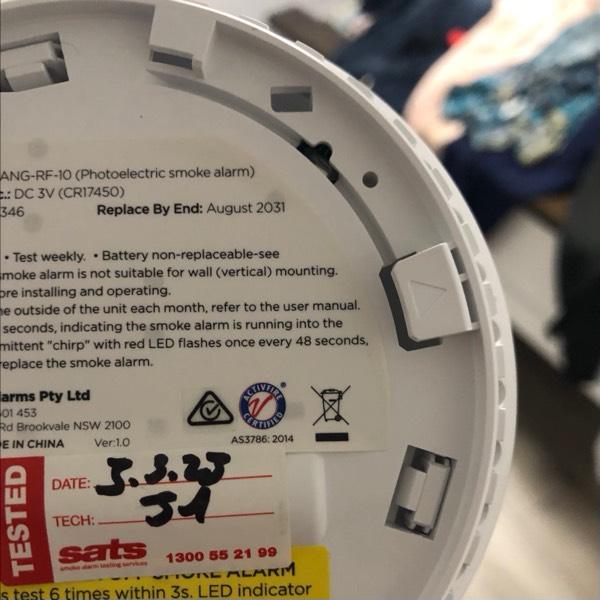 ANG-RF-10 (Photoelectric smoke alarm)
c.: DC 3V (CR17450)
346 Replace By End: August 2031
• Test weekly. • Battery non-replaceable-see
smoke alarm is not suitable for wall (vertical) mounting.
ore installing and operating.
he outside of the unit each month, refer to the user manual.
seconds, indicating the smoke alarm is running into the
mittent "chirp" with red LED flashes once every 48 seconds,
replace the smoke alarm.
larms Pty Ltd
01 453
Rd Brookvale NSW 2100
DE IN CHINA Ver:1.0
ACTIVFIRE
CERTIFIED
AS3786: 2014
TESTED
DATE: 3.3.23
TECH: J1
sats
smoke alarm testing services
1300 55 21 99
SMOKE ALARM
s test 6 times within 3s. LED indicator